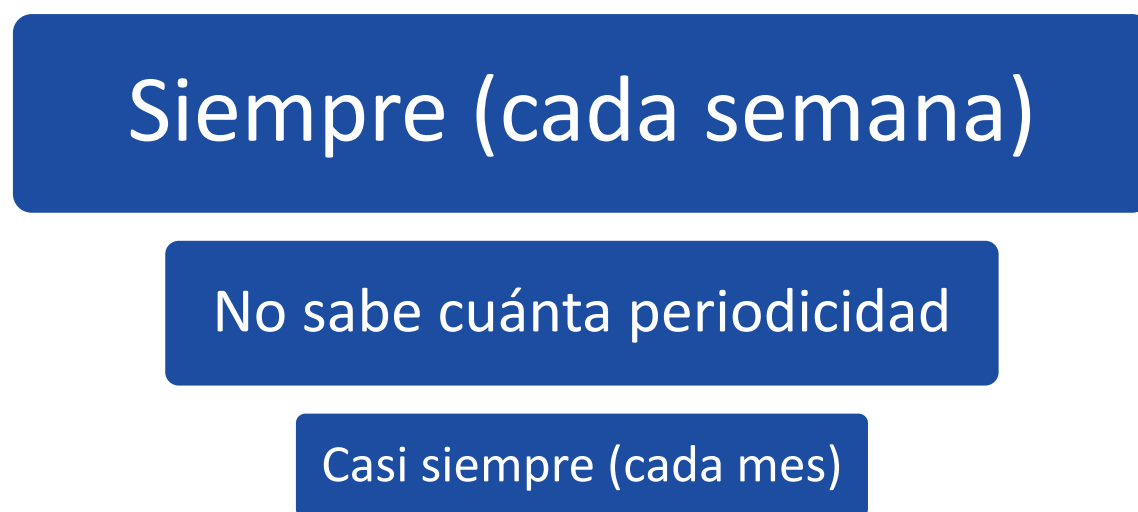 Siempre (cada semana)
No sabe cuánta periodicidad
Casi siempre (cada mes)